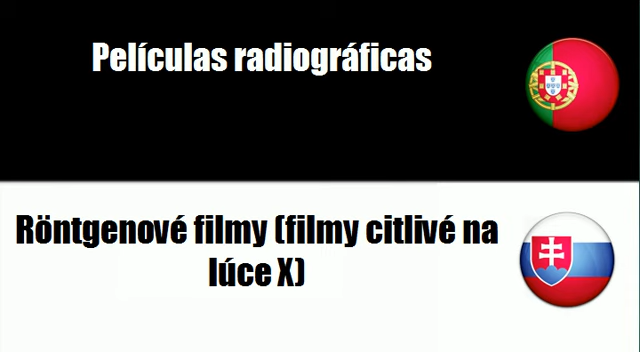 Películas radiográficas
Röntgenové filmy (filmy citlivé na
lúce X)